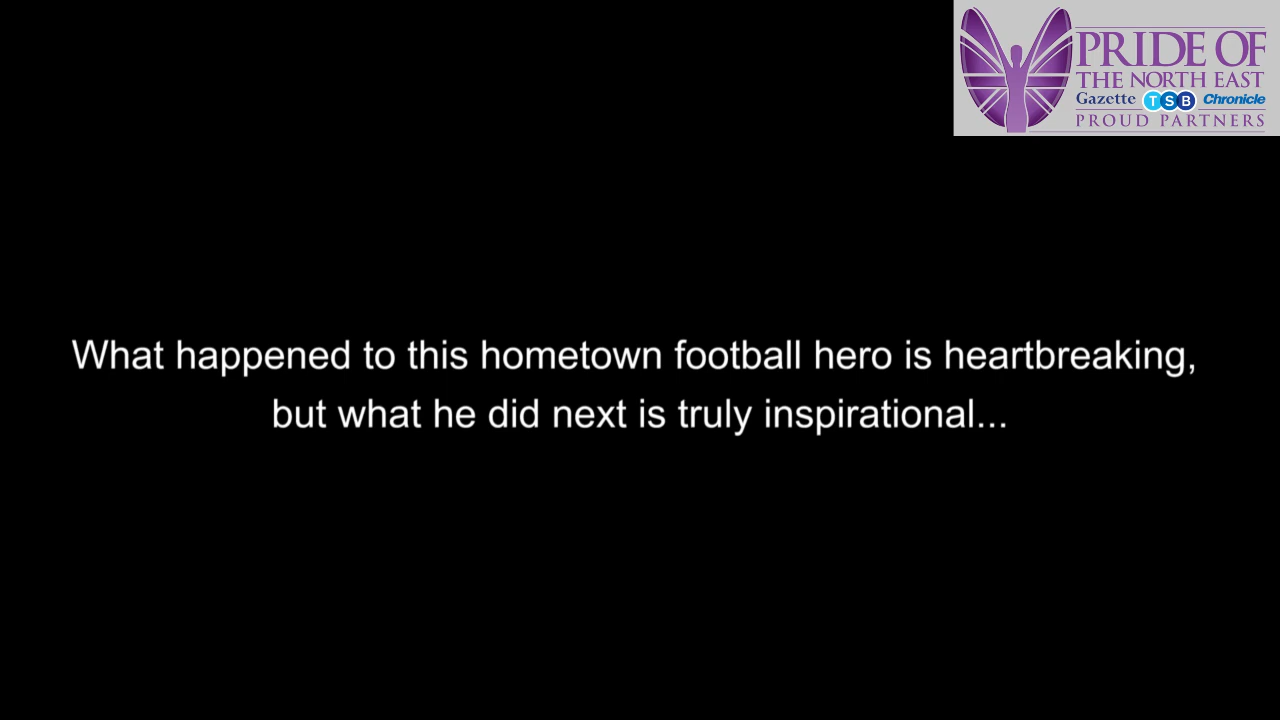 PRIDE OF
THE NORTH EAST
Gazette TSB Chronicle
PROUD PARTNERS
What happened to this hometown football hero is heartbreaking,
but what he did next is truly inspirational...